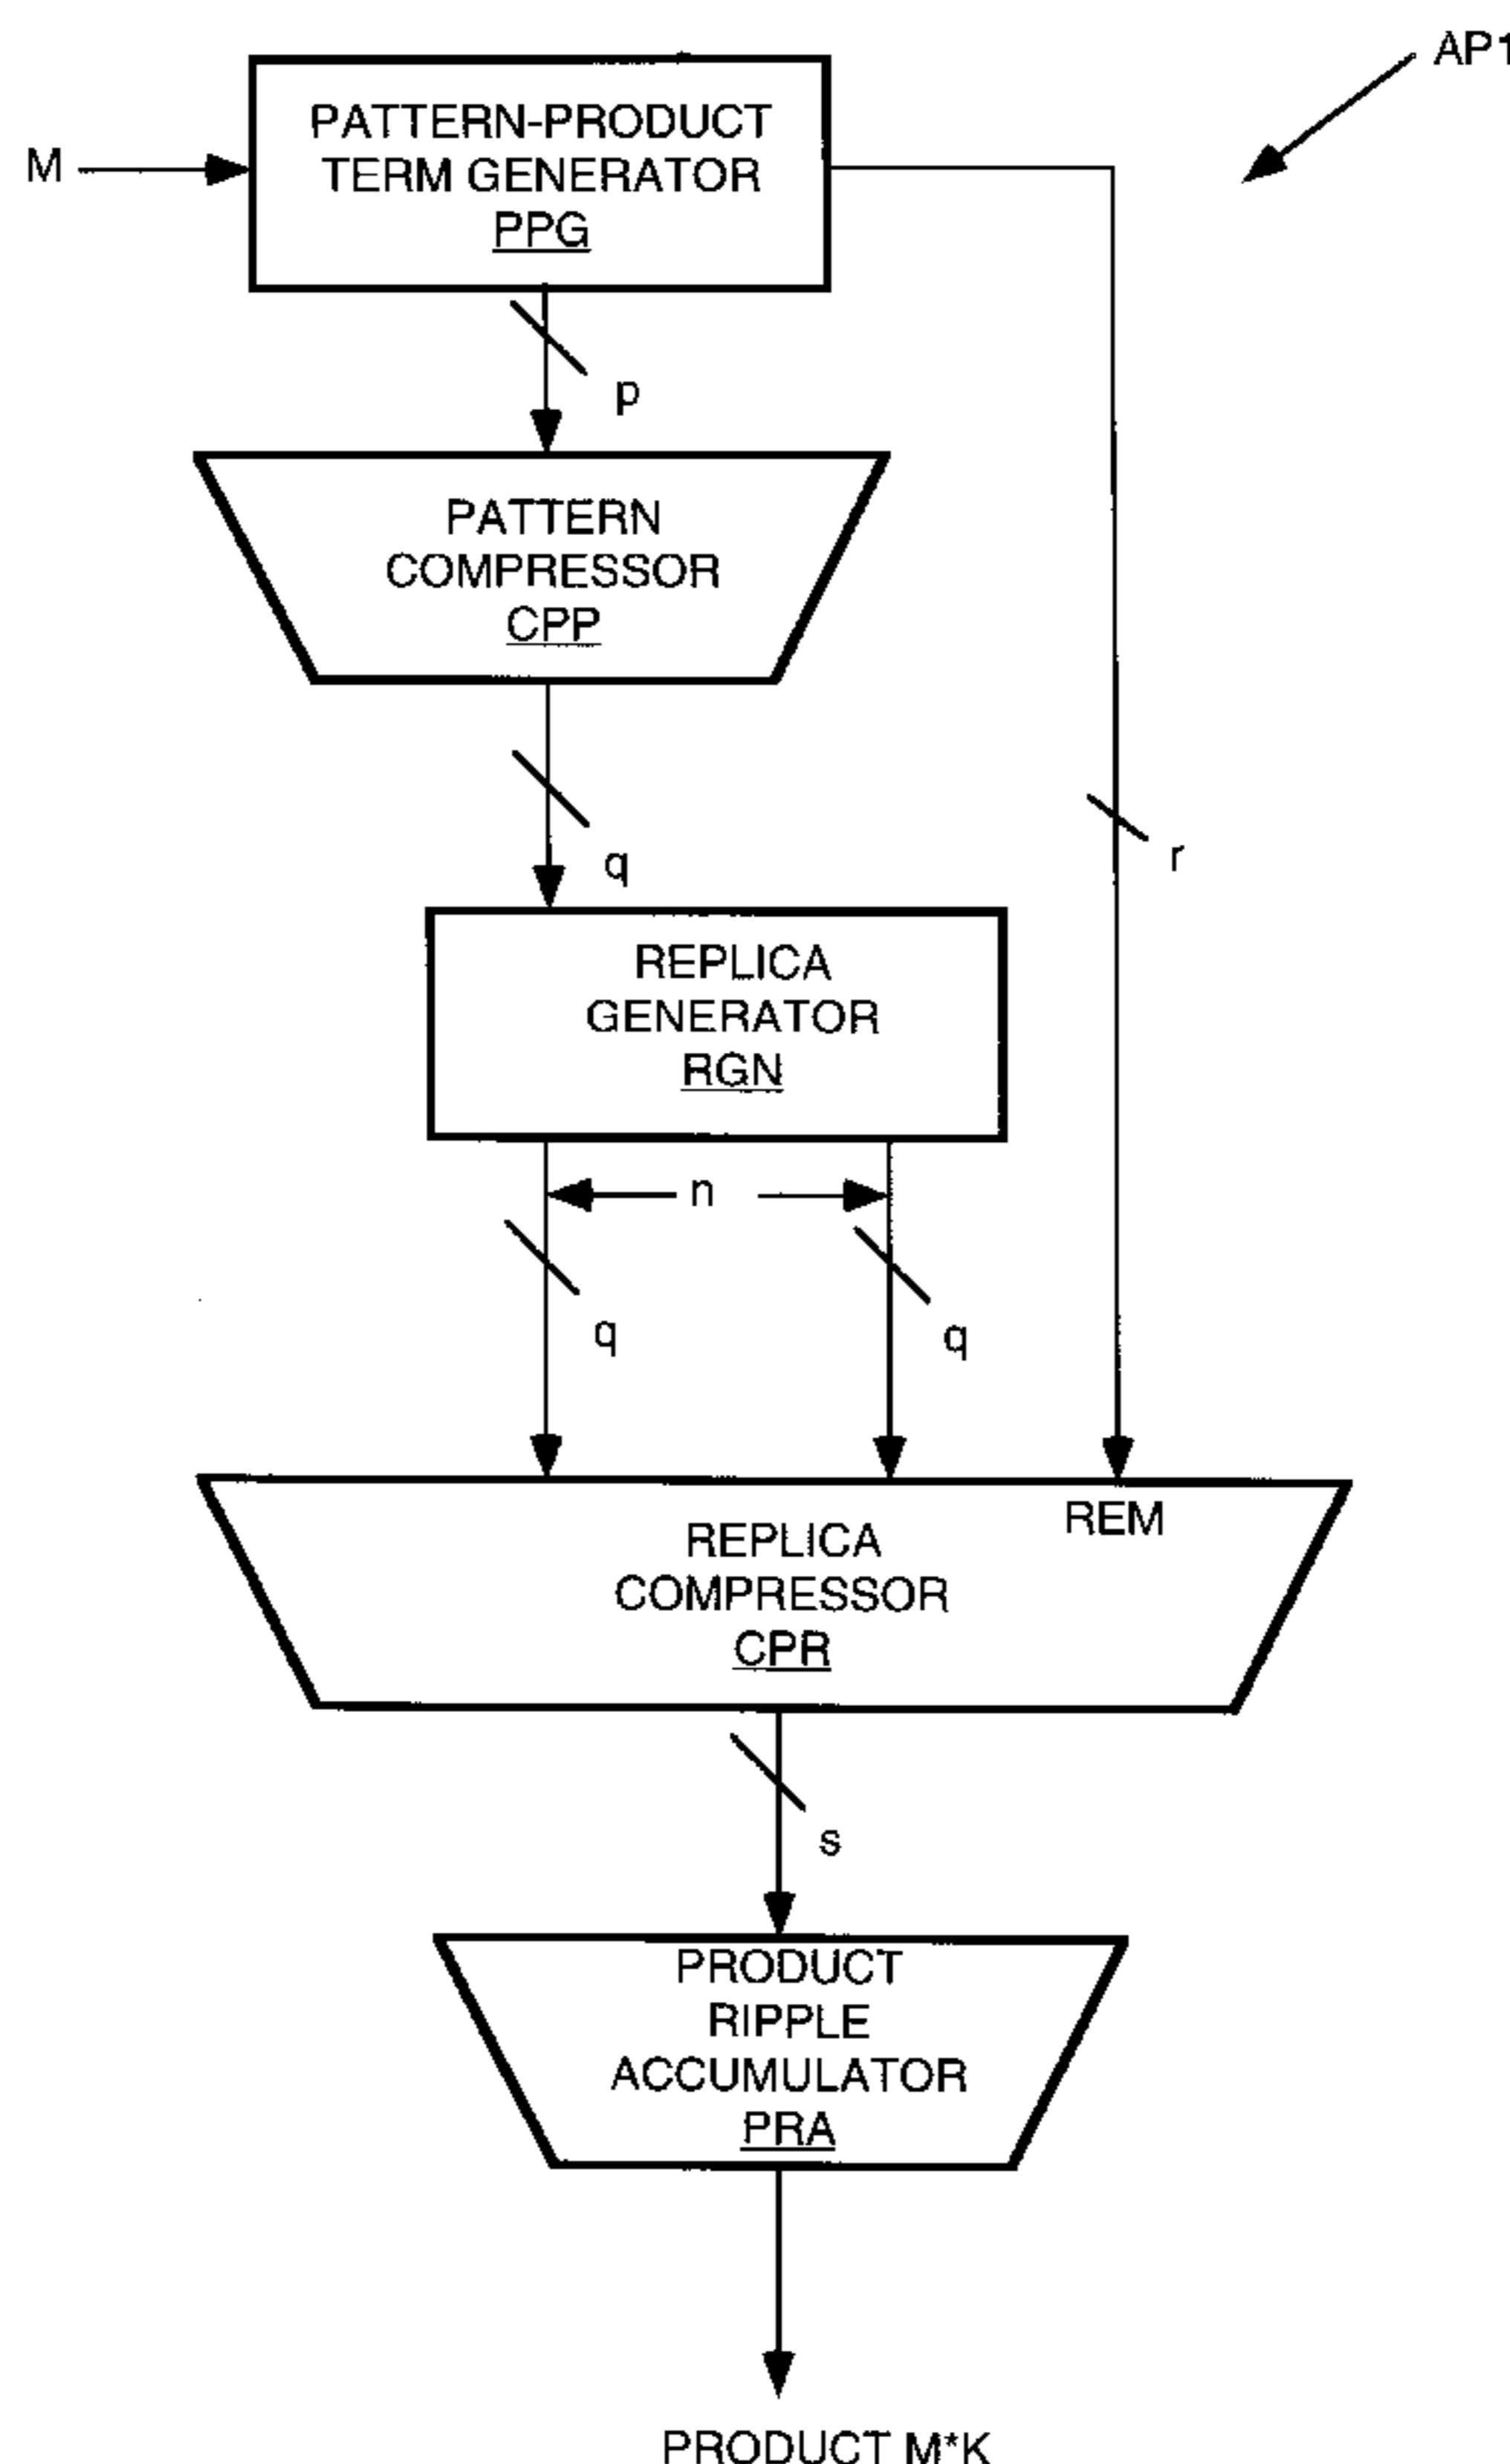 AP1
M
PATTERN-PRODUCT
TERM GENERATOR
PPG
p
PATTERN
COMPRESSOR
CPP
q
r
REPLICA
GENERATOR
RGN
n
q
q
REM
REPLICA
COMPRESSOR
CPR
s
PRODUCT
RIPPLE
ACCUMULATOR
PRA
PRODUCT M*K